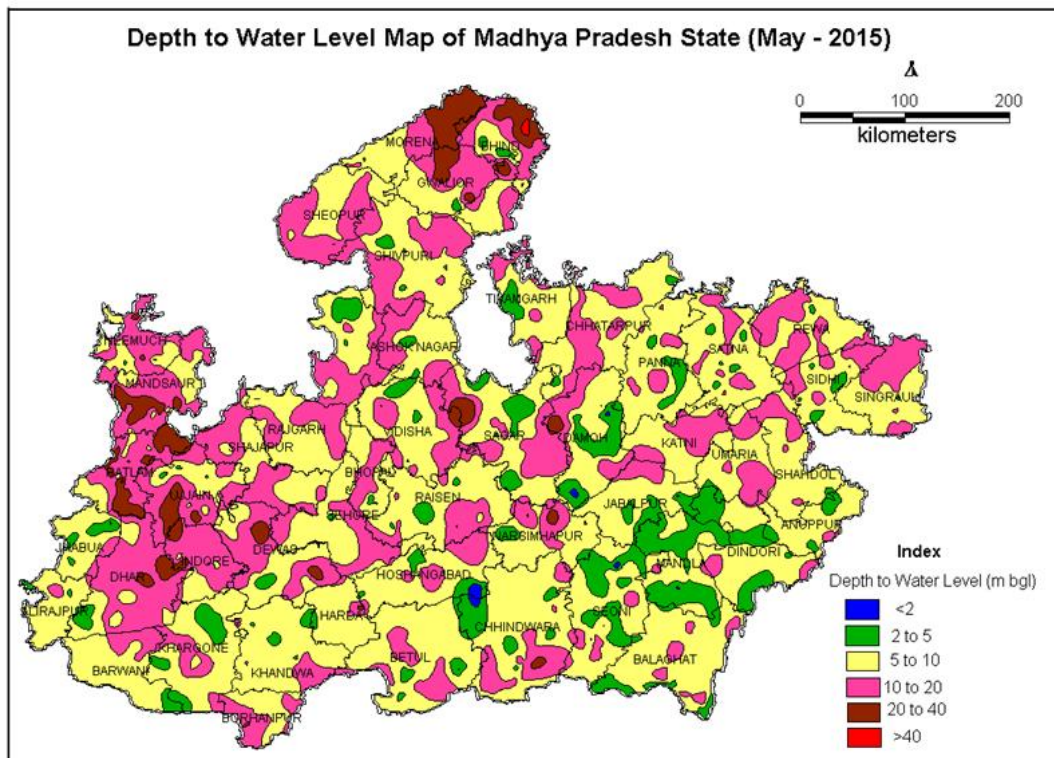 Depth to Water Level Map of Madhya Pradesh State (May - 2015)
0 100 200
kilometers
MORENA
BHIND
GWALIOR
SHEOPUR
SHIVPURI
TIKAMGARH
CHHATARPUR
REWA
NEEMUCH
ASHOK NAGAR
SATNA
PANNA
SIDHI
MANDSAUR
SINGRAULI
RAJGARH
VIDISHA
SAGAR
DAMOH
SHAJAPUR
KATNI
UMARIA
BHOPAL
RATLAM
SHAHDOL
UJJAIN
RAISEN
JABALPUR
SEHORE
ANUPPUR
NARSIMHAPUR
JHABUA
DEWAS
DINDORI
INDORE
MANDLA
DHAR
HOSHANGABAD
ALIRAJPUR
HARDA
SEONI
CHHINDWARA
KHARGONE
BETUL
BALAGHAT
BARWANI
KHANDWA
BURHANPUR
Index
Depth to Water Level (m bgl)
<2
2 to 5
5 to 10
10 to 20
20 to 40
>40